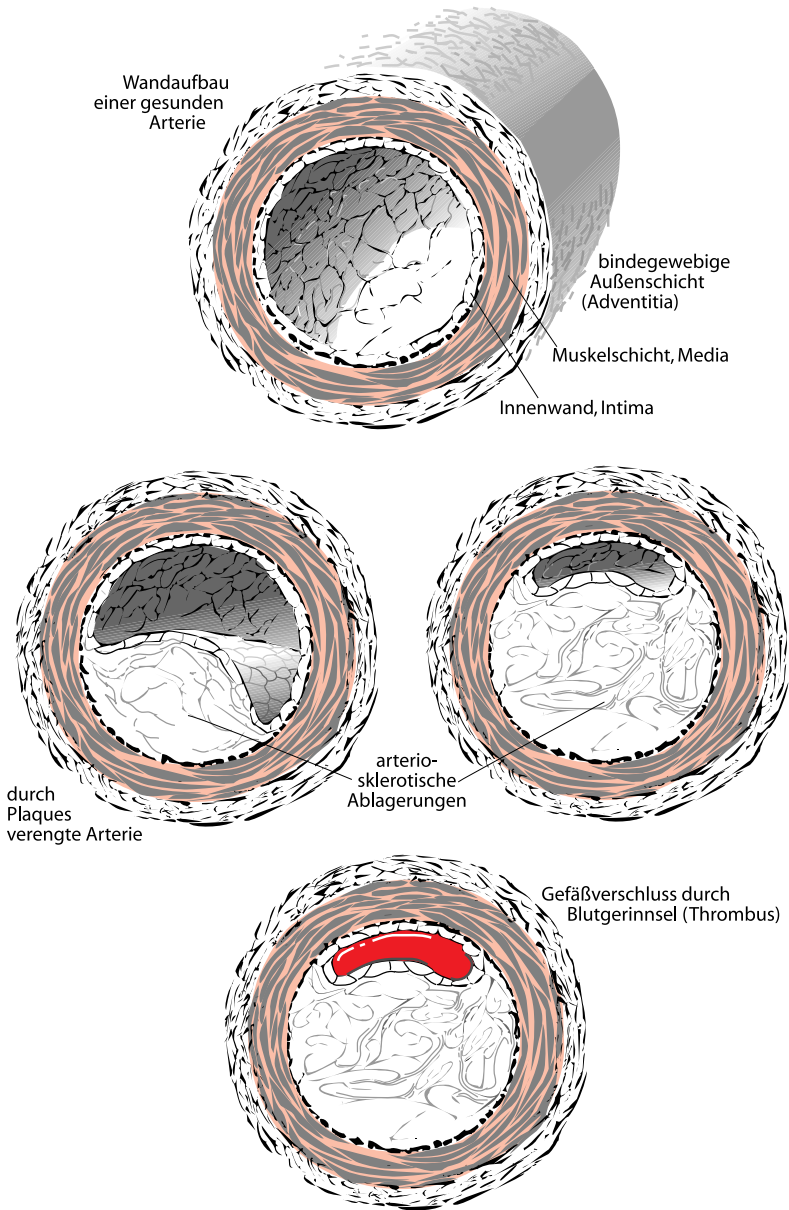 Wandaufbau
einer gesunden
Arterie
bindegewebige
Außenschicht
(Adventitia)
Muskelschicht, Media
Innenwand, Intima
arterio-
sklerotische
Ablagerungen
durch
Plaques
verengte Arterie
Gefäßverschluss durch
Blutgerinnsel (Thrombus)